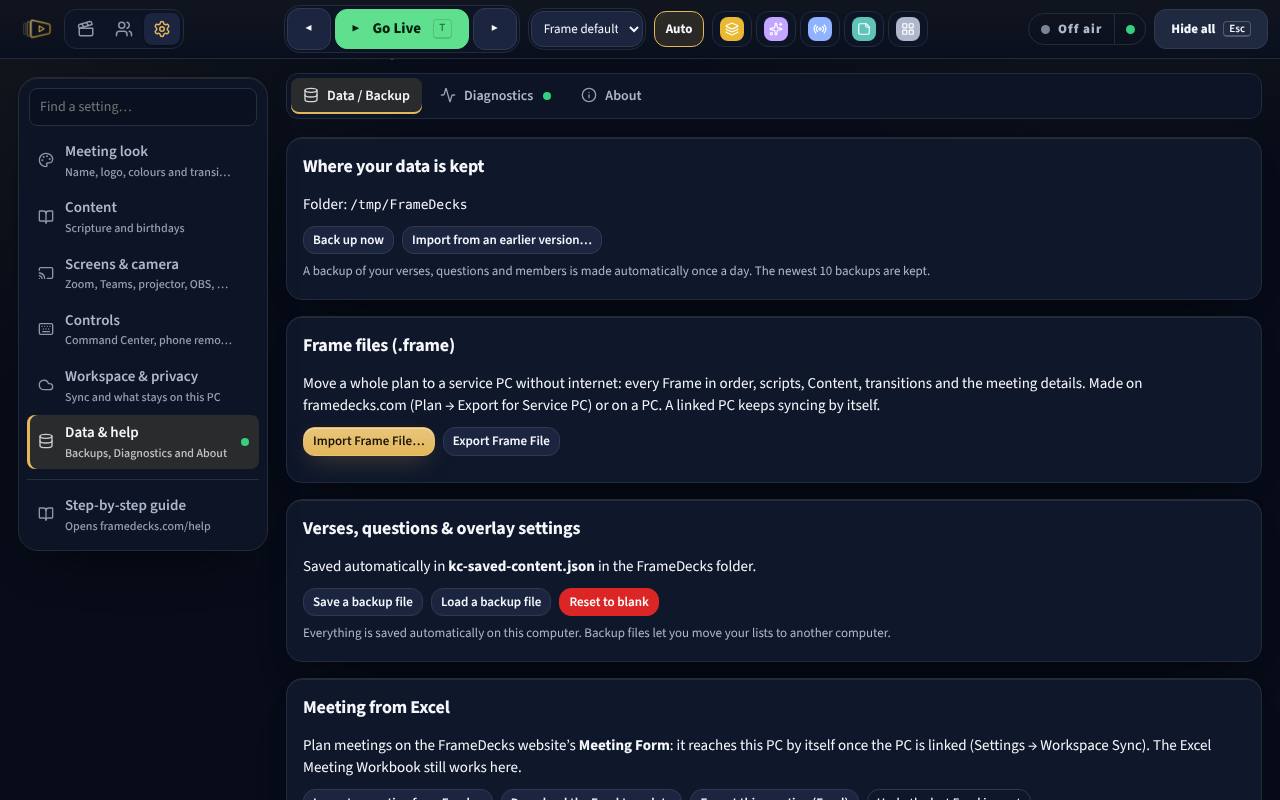 Go Live
T
Frame default
Auto
Off air
Hide all
Esc
Find a setting…
Meeting look
Name, logo, colours and transi…
Content
Scripture and birthdays
Screens & camera
Zoom, Teams, projector, OBS, …
Controls
Command Center, phone remo…
Workspace & privacy
Sync and what stays on this PC
Data & help
Backups, Diagnostics and About
Step-by-step guide
Opens framedecks.com/help
Data / Backup
Diagnostics
About
Where your data is kept
Folder: /tmp/FrameDecks
Back up now
Import from an earlier version…
A backup of your verses, questions and members is made automatically once a day. The newest 10 backups are kept.
Frame files (.frame)
Move a whole plan to a service PC without internet: every Frame in order, scripts, Content, transitions and the meeting details. Made on
framedecks.com (Plan → Export for Service PC) or on a PC. A linked PC keeps syncing by itself.
Import Frame File…
Export Frame File
Verses, questions & overlay settings
Saved automatically in kc-saved-content.json in the FrameDecks folder.
Save a backup file
Load a backup file
Reset to blank
Everything is saved automatically on this computer. Backup files let you move your lists to another computer.
Meeting from Excel
Plan meetings on the FrameDecks website’s Meeting Form: it reaches this PC by itself once the PC is linked (Settings → Workspace Sync). The Excel
Meeting Workbook still works here.